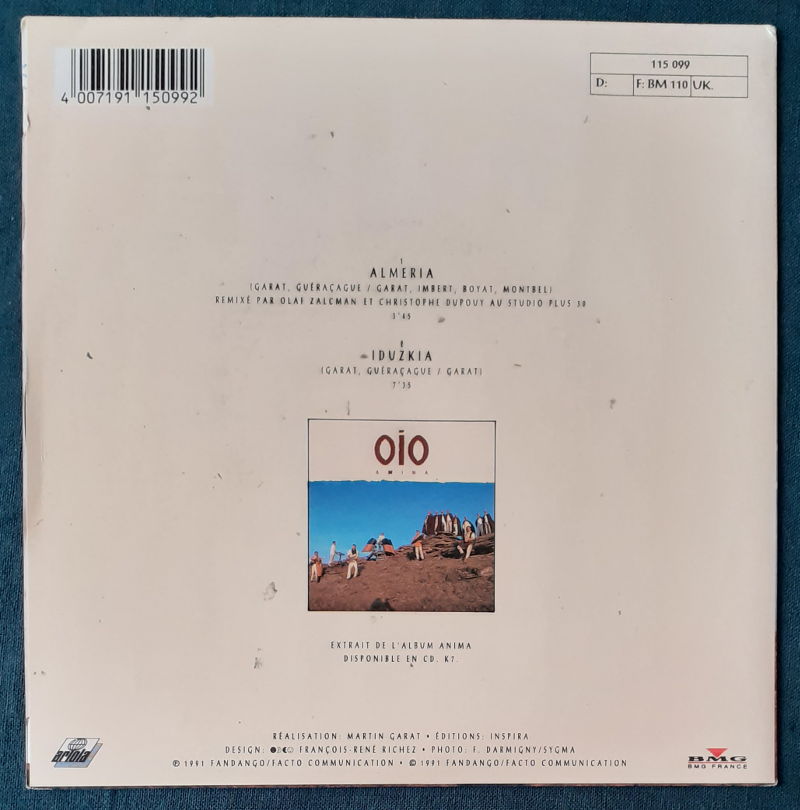 4 007191 150992
115 099
D: F: BM 110 UK.
1
ALMERIA
(GARAT, GUÉRAÇAGUE / GARAT, IMBERT, BOYAT, MONTBEL)
REMIXÉ PAR OLAF ZALCMAN ET CHRISTOPHE DUPOUY AU STUDIO PLUS 30
3'45
IDUZKIA
(GARAT, GUÉRAÇAGUE / GARAT)
7'35
OIO
EXTRAIT DE L'ALBUM ANIMA
DISPONIBLE EN CD. K7.
RÉALISATION: MARTIN GARAT • ÉDITIONS: INSPIRA
DESIGN: FRANÇOIS-RENÉ RICHEZ • PHOTO: F. DARMIGNY/SYGMA
℗ 1991 FANDANGO/FACTO COMMUNICATION • © 1991 FANDANGO/FACTO COMMUNICATION
ariola
BMG
BMG FRANCE